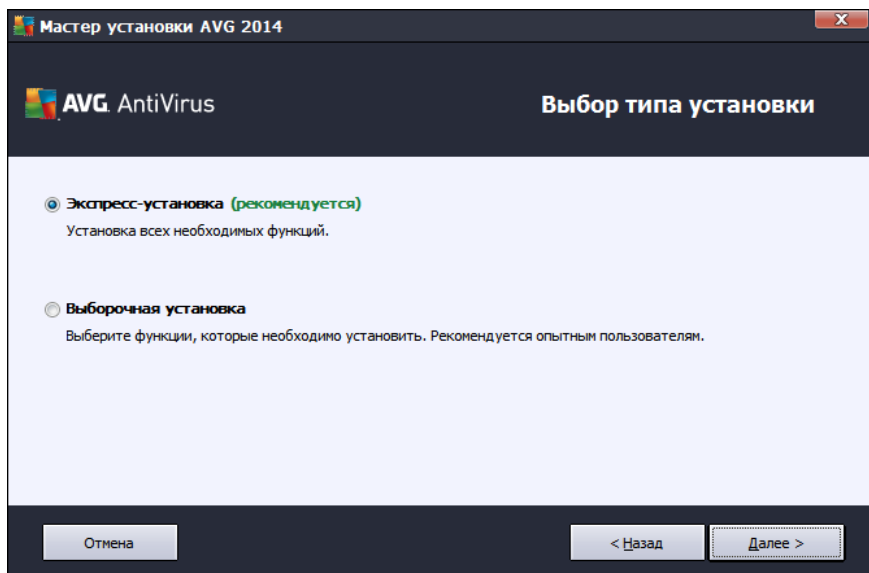 Мастер установки AVG 2014
AVG. AntiVirus
Выбор типа установки
Экспресс-установка (рекомендуется)
Установка всех необходимых функций.
Выборочная установка
Выберите функции, которые необходимо установить. Рекомендуется опытным пользователям.
Отмена
< Назад
Далее >